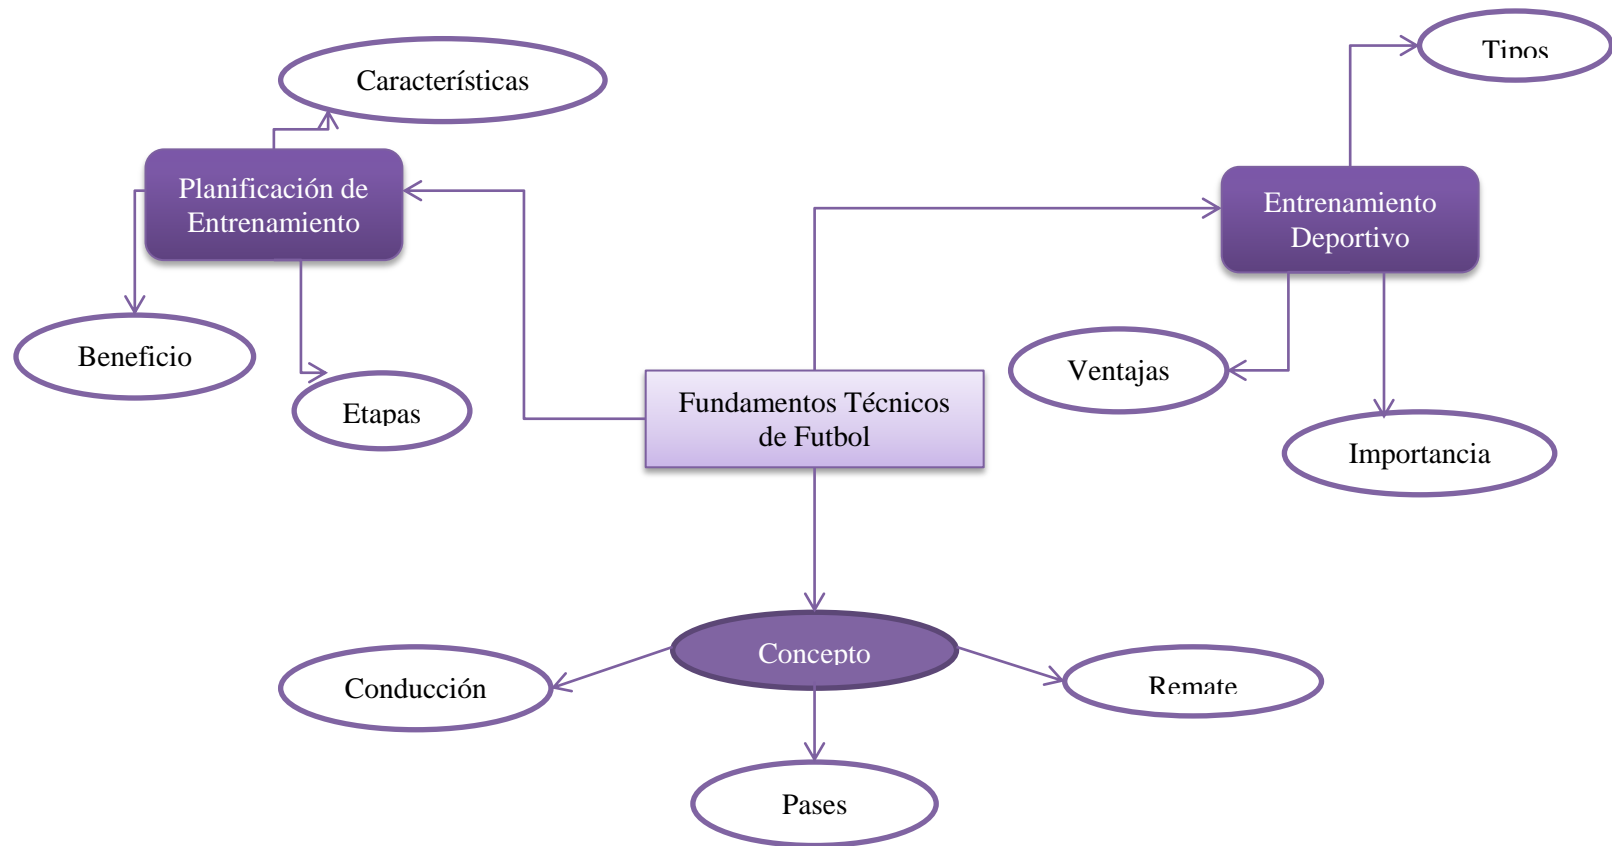 Tipos
Características
Planificación de
Entrenamiento
Entrenamiento
Deportivo
Beneficio
Etapas
Ventajas
Fundamentos Técnicos
de Futbol
Importancia
Concepto
Conducción
Remate
Pases